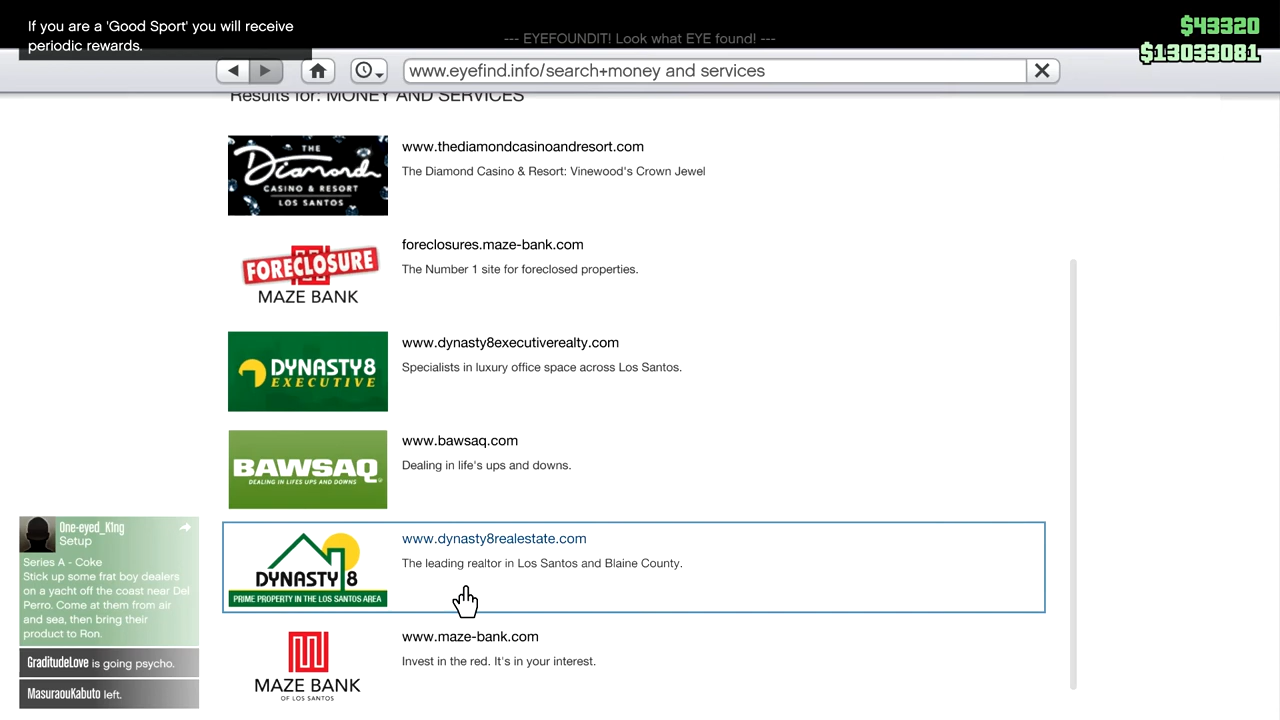 If you are a 'Good Sport' you will receive
periodic rewards.
--- EYEFOUNDIT! Look what EYE found! ---
$43320
$13033081
www.eyefind.info/search+money and services
Results for: MONEY AND SERVICES
THE
Diamond
CASINO & RESORT
LOS SANTOS
www.thediamondcasinoandresort.com
The Diamond Casino & Resort: Vinewood's Crown Jewel
FORECLOSURE
MAZE BANK
foreclosures.maze-bank.com
The Number 1 site for foreclosed properties.
DYNASTY8
EXECUTIVE
www.dynasty8executiverealty.com
Specialists in luxury office space across Los Santos.
BAWSAQ
DEALING IN LIFES UPS AND DOWNS
www.bawsaq.com
Dealing in life's ups and downs.
DYNASTY 8
PRIME PROPERTY IN THE LOS SANTOS AREA
www.dynasty8realestate.com
The leading realtor in Los Santos and Blaine County.
MAZE BANK
OF LOS SANTOS
www.maze-bank.com
Invest in the red. It's in your interest.
One-eyed_K1ng
Setup
Series A - Coke
Stick up some frat boy dealers
on a yacht off the coast near Del
Perro. Come at them from air
and sea, then bring their
product to Ron.
GraditudeLove is going psycho.
MasuraouKabuto left.